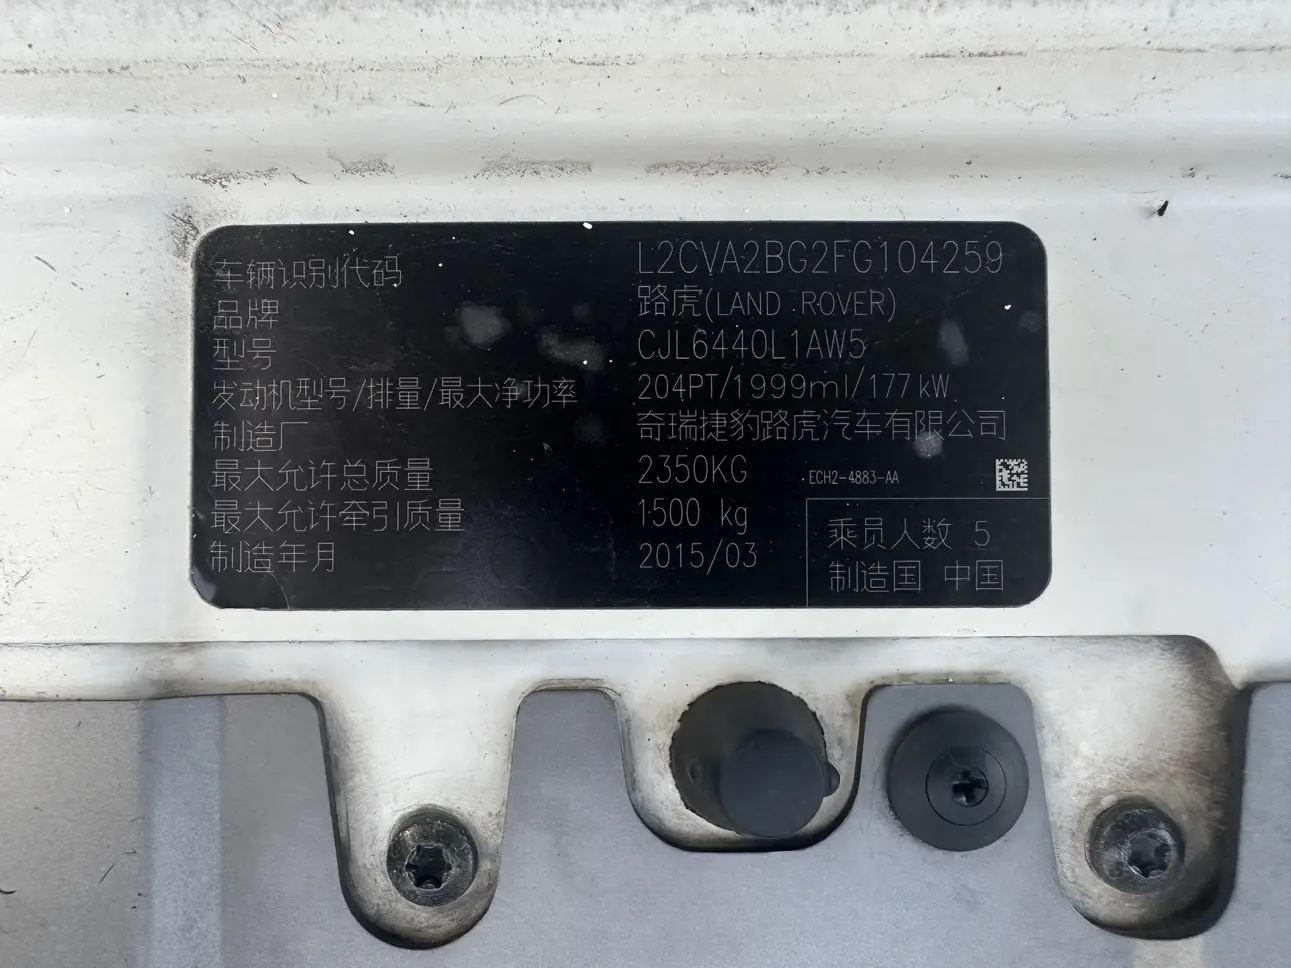 车辆识别代码 L2CVA2BG2FG104259
品牌 路虎(LAND ROVER)
型号 CJL6440L1AW5
发动机型号/排量/最大净功率 204PT/1999ml/177kW
制造厂 奇瑞捷豹路虎汽车有限公司
最大允许总质量 2350KG ECH2-4883-AA
最大允许牵引质量 1500 kg
乘员人数 5
制造年月 2015/03
制造国 中国